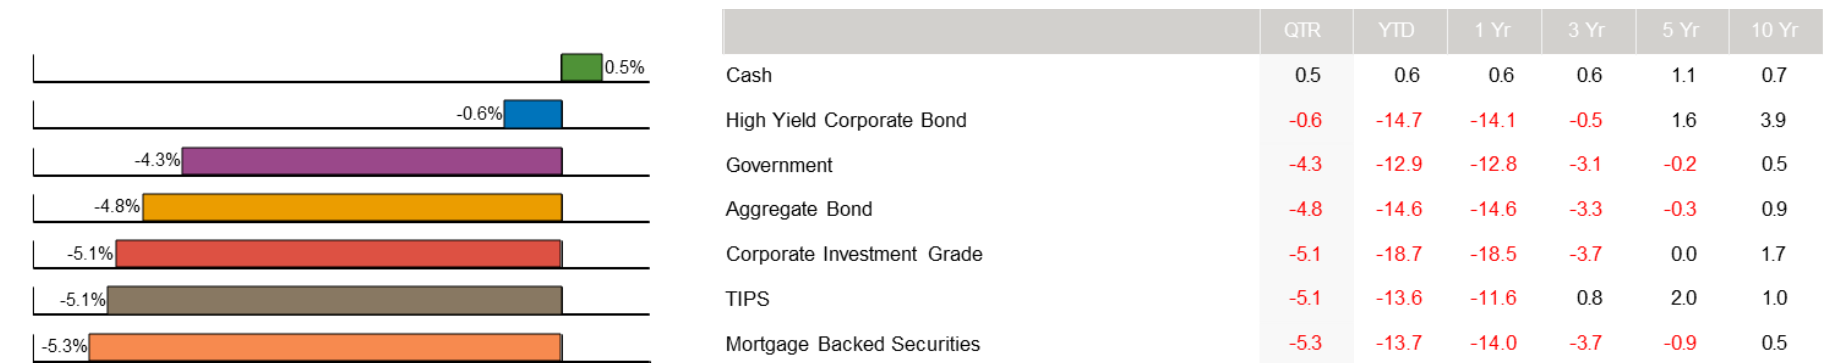 QTR YTD 1 Yr 3 Yr 5 Yr 10 Yr
0.5% Cash 0.5 0.6 0.6 0.6 1.1 0.7
-0.6% High Yield Corporate Bond -0.6 -14.7 -14.1 -0.5 1.6 3.9
-4.3% Government -4.3 -12.9 -12.8 -3.1 -0.2 0.5
-4.8% Aggregate Bond -4.8 -14.6 -14.6 -3.3 -0.3 0.9
-5.1% Corporate Investment Grade -5.1 -18.7 -18.5 -3.7 0.0 1.7
-5.1% TIPS -5.1 -13.6 -11.6 0.8 2.0 1.0
-5.3% Mortgage Backed Securities -5.3 -13.7 -14.0 -3.7 -0.9 0.5